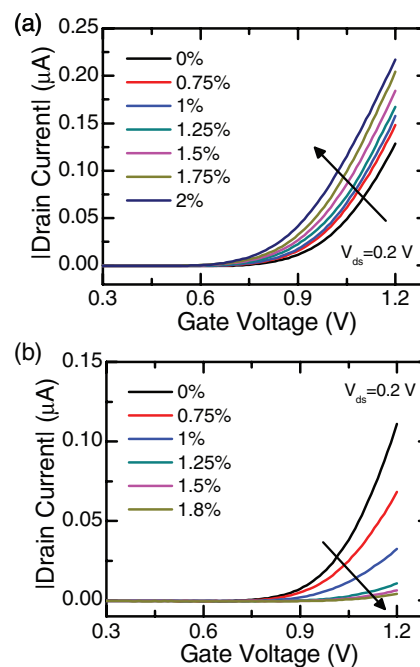 (a)
|Drain Current| (μA)
0.25
0.20
0.15
0.10
0.05
0.00
0%
0.75%
1%
1.25%
1.5%
1.75%
2%
V_ds=0.2 V
0.3 0.6 0.9 1.2
Gate Voltage (V)
(b)
|Drain Current| (μA)
0.15
0.10
0.05
0.00
0%
0.75%
1%
1.25%
1.5%
1.8%
V_ds=0.2 V
0.3 0.6 0.9 1.2
Gate Voltage (V)